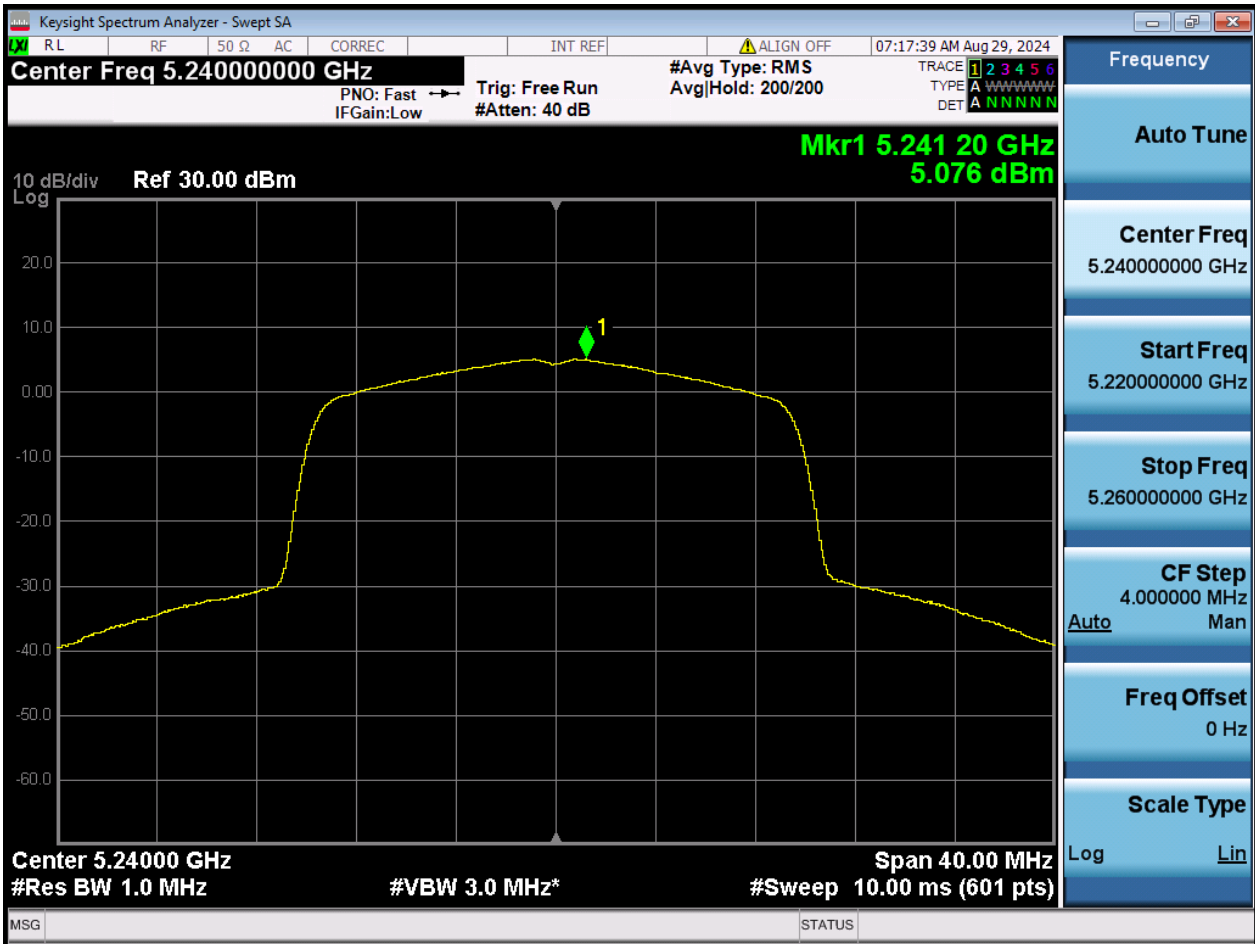 Keysight Spectrum Analyzer - Swept SA
LXI RL RF 50 Ω AC CORREC INT REF ALIGN OFF 07:17:39 AM Aug 29, 2024
Center Freq 5.240000000 GHz
PNO: Fast
IFGain:Low
Trig: Free Run
#Atten: 40 dB
#Avg Type: RMS
Avg|Hold: 200/200
TRACE 1 2 3 4 5 6
TYPE A WWWWW
DET A N N N N N
Mkr1 5.241 20 GHz
5.076 dBm
10 dB/div Ref 30.00 dBm
Log
20.0
10.0
0.00
-10.0
-20.0
-30.0
-40.0
-50.0
-60.0
1
Center 5.24000 GHz Span 40.00 MHz
#Res BW 1.0 MHz #VBW 3.0 MHz* #Sweep 10.00 ms (601 pts)
Frequency
Auto Tune
Center Freq
5.240000000 GHz
Start Freq
5.220000000 GHz
Stop Freq
5.260000000 GHz
CF Step
4.000000 MHz
Auto Man
Freq Offset
0 Hz
Scale Type
Log Lin
MSG STATUS